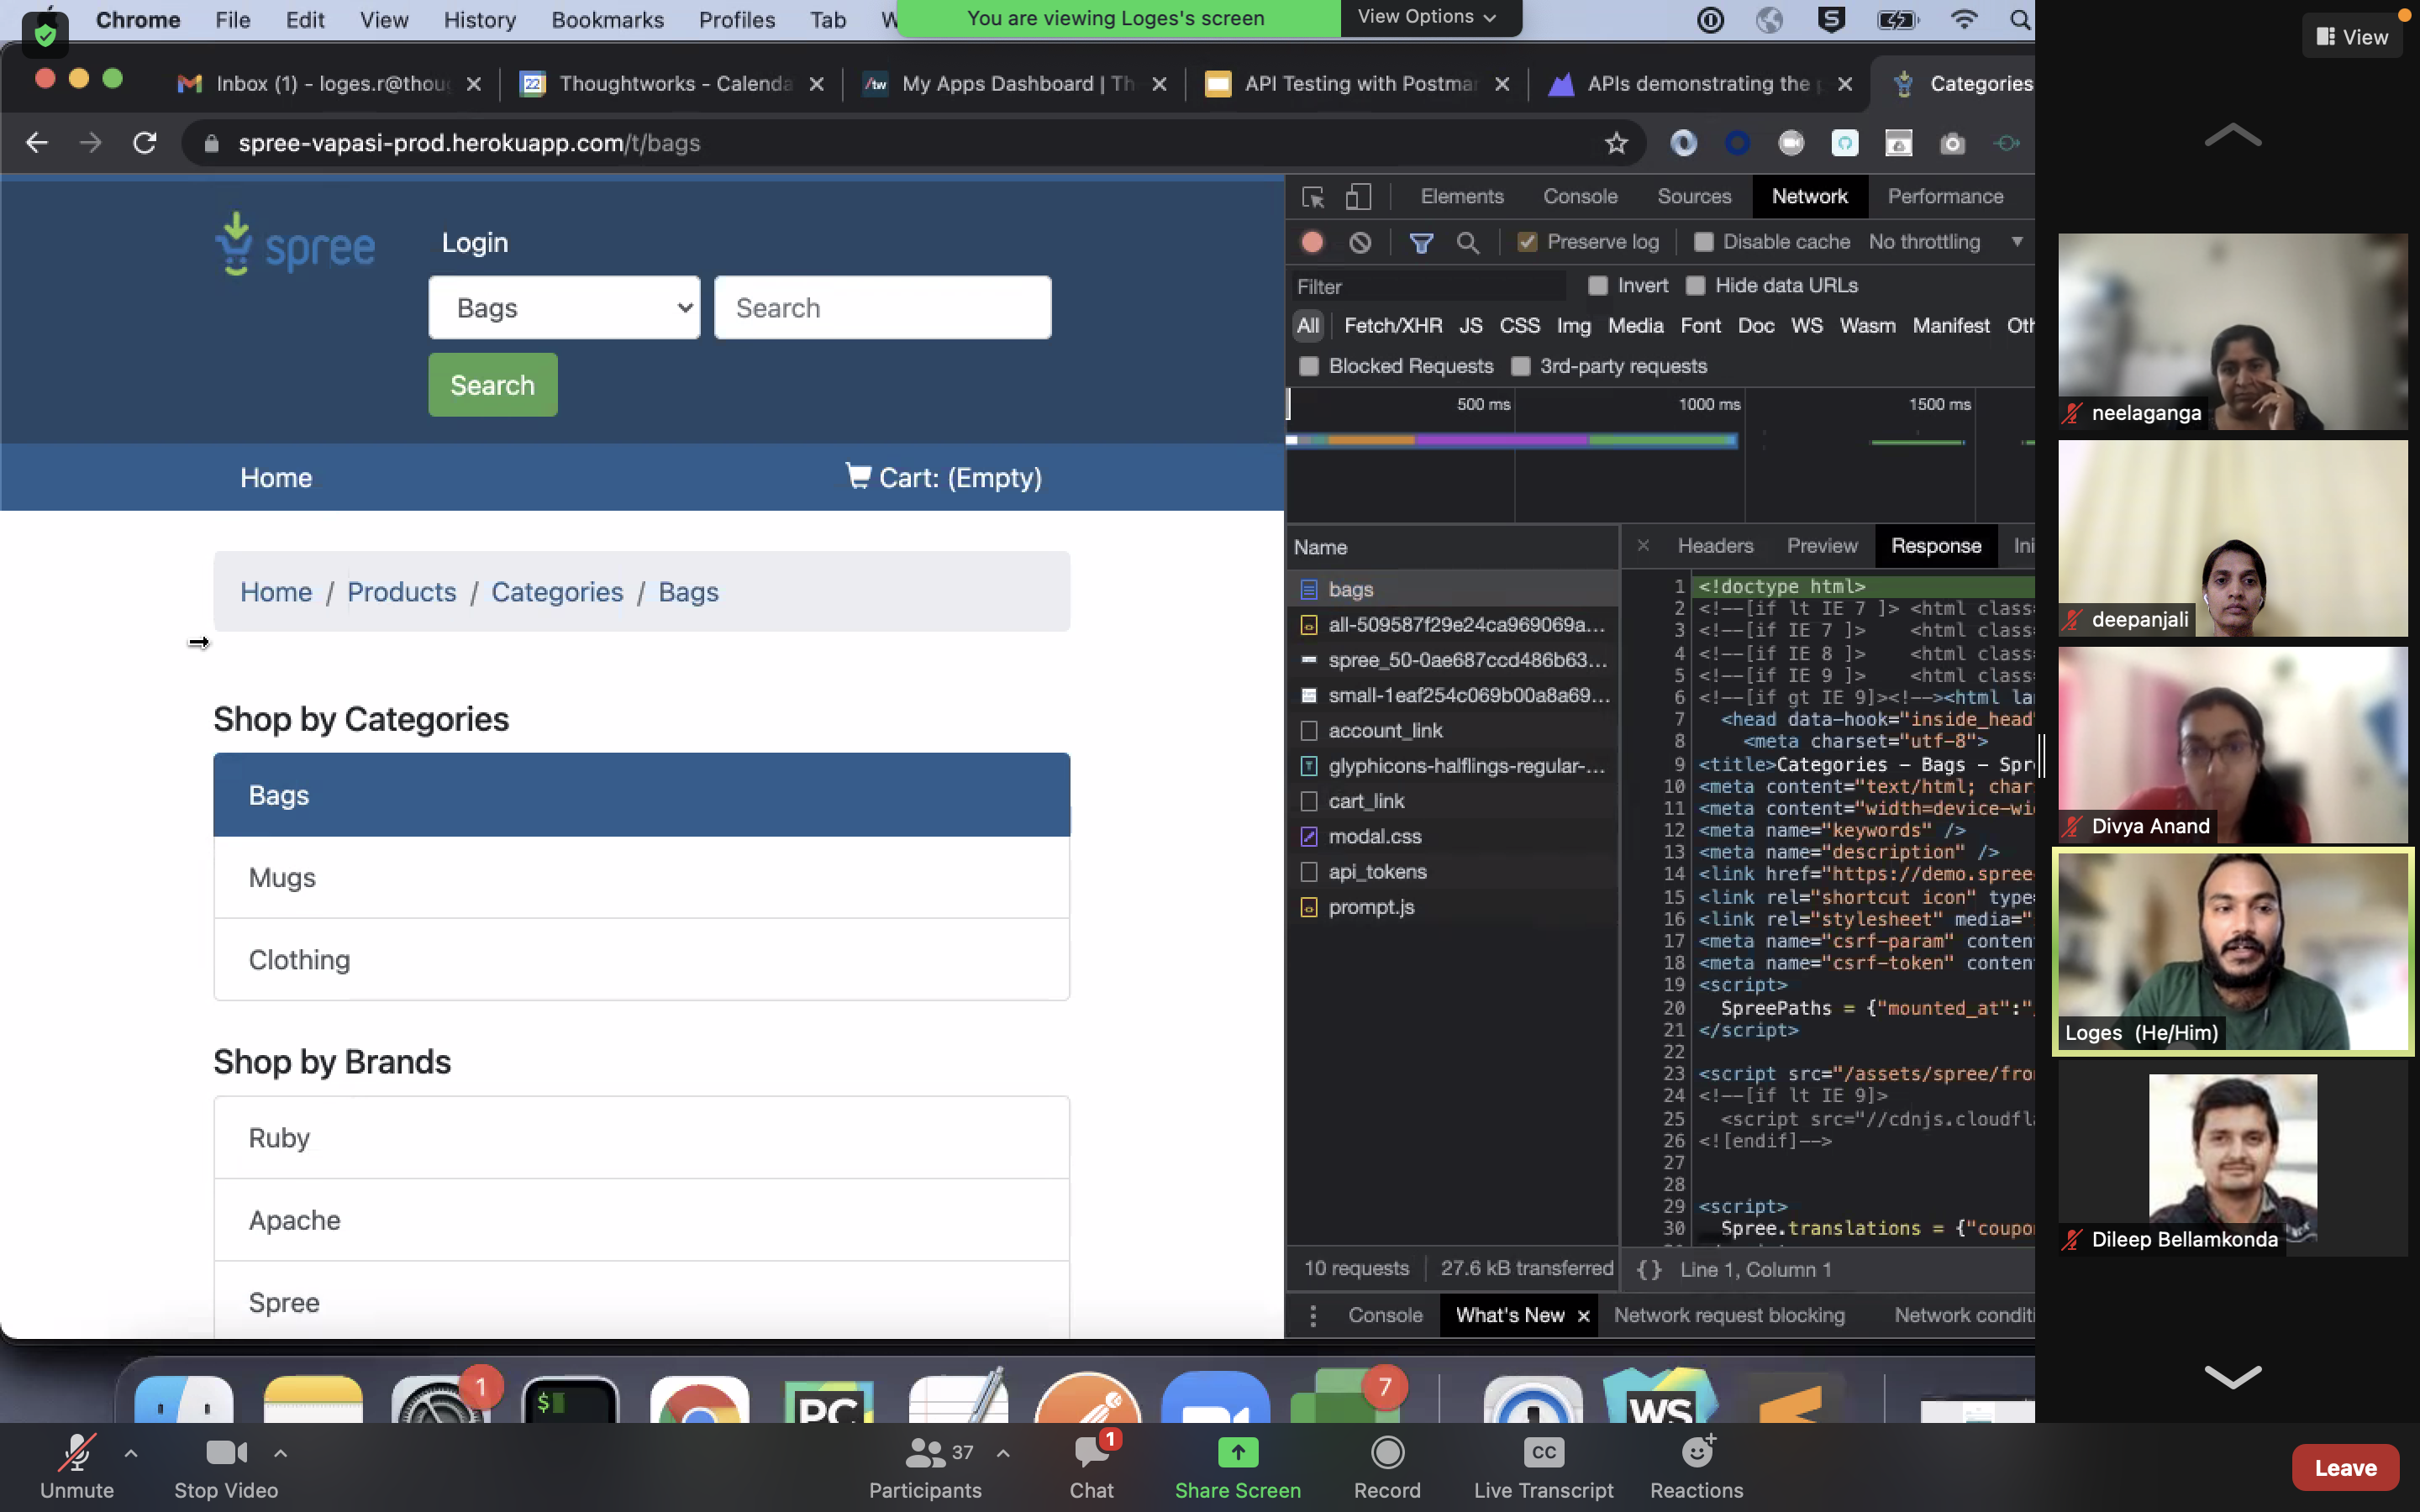 Chrome File Edit View History Bookmarks Profiles Tab W
You are viewing Loges's screen View Options
View
Inbox (1) - loges.r@thoug
22
Thoughtworks - Calenda
/tw My Apps Dashboard | Th
API Testing with Postma
APIs demonstrating the p
Categories
spree-vapasi-prod.herokuapp.com/t/bags
spree
Login
Bags
Search
Search
Home
Cart: (Empty)
Home / Products / Categories / Bags
Shop by Categories
Bags
Mugs
Clothing
Shop by Brands
Ruby
Apache
Spree
Elements Console Sources Network Performance
Preserve log Disable cache No throttling
Filter Invert Hide data URLs
All Fetch/XHR JS CSS Img Media Font Doc WS Wasm Manifest Oth
Blocked Requests 3rd-party requests
500 ms 1000 ms 1500 ms
Name
bags
all-509587f29e24ca969069a...
spree_50-0ae687ccd486b63...
small-1eaf254c069b00a8a69...
account_link
glyphicons-halflings-regular-...
cart_link
modal.css
api_tokens
prompt.js
Headers Preview Response Ini
1 <!doctype html>
2 <!--[if lt IE 7 ]> <html class=
3 <!--[if IE 7 ]> <html class=
4 <!--[if IE 8 ]> <html class=
5 <!--[if IE 9 ]> <html class=
6 <!--[if gt IE 9]><!--><html la
7 <head data-hook="inside_head"
8 <meta charset="utf-8">
9 <title>Categories - Bags - Spr
10 <meta content="text/html; char
11 <meta content="width=device-wi
12 <meta name="keywords" />
13 <meta name="description" />
14 <link href="https://demo.spree
15 <link rel="shortcut icon" type=
16 <link rel="stylesheet" media="
17 <meta name="csrf-param" conten
18 <meta name="csrf-token" conten
19 <script>
20 SpreePaths = {"mounted_at":"
21 </script>
22
23 <script src="/assets/spree/fro
24 <!--[if lt IE 9]>
25 <script src="//cdnjs.cloudfl
26 <![endif]-->
27
28
29 <script>
30 Spree.translations = {"coupo
10 requests 27.6 kB transferred
{} Line 1, Column 1
Console What's New Network request blocking Network conditi
neelaganga
deepanjali
Divya Anand
Loges (He/Him)
Dileep Bellamkonda
1
$
PC
7
WS
Unmute
Stop Video
37
Participants
1
Chat
Share Screen
Record
CC
Live Transcript
Reactions
Leave